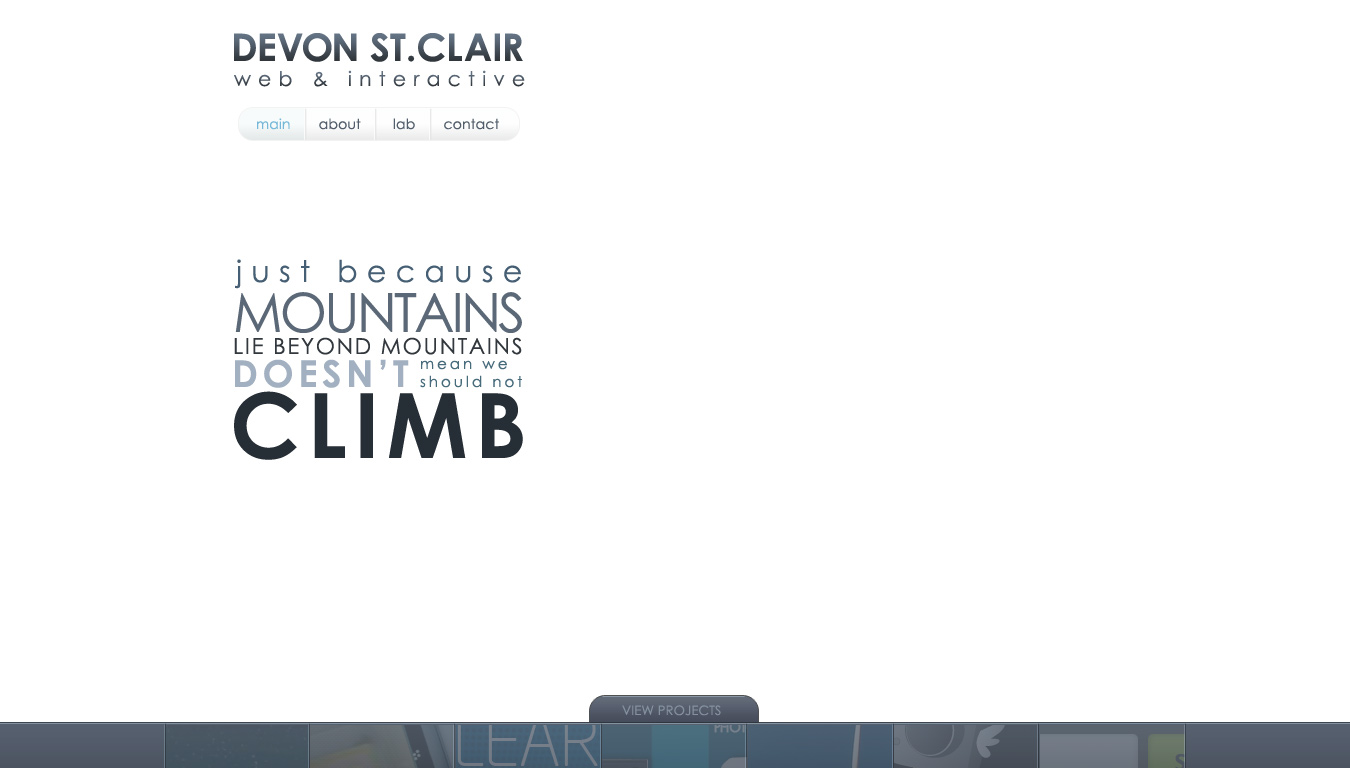 DEVON ST.CLAIR
web & interactive
main about lab contact
just because
MOUNTAINS
LIE BEYOND MOUNTAINS
DOESN'T mean we
should not
CLIMB
VIEW PROJECTS
LEAR